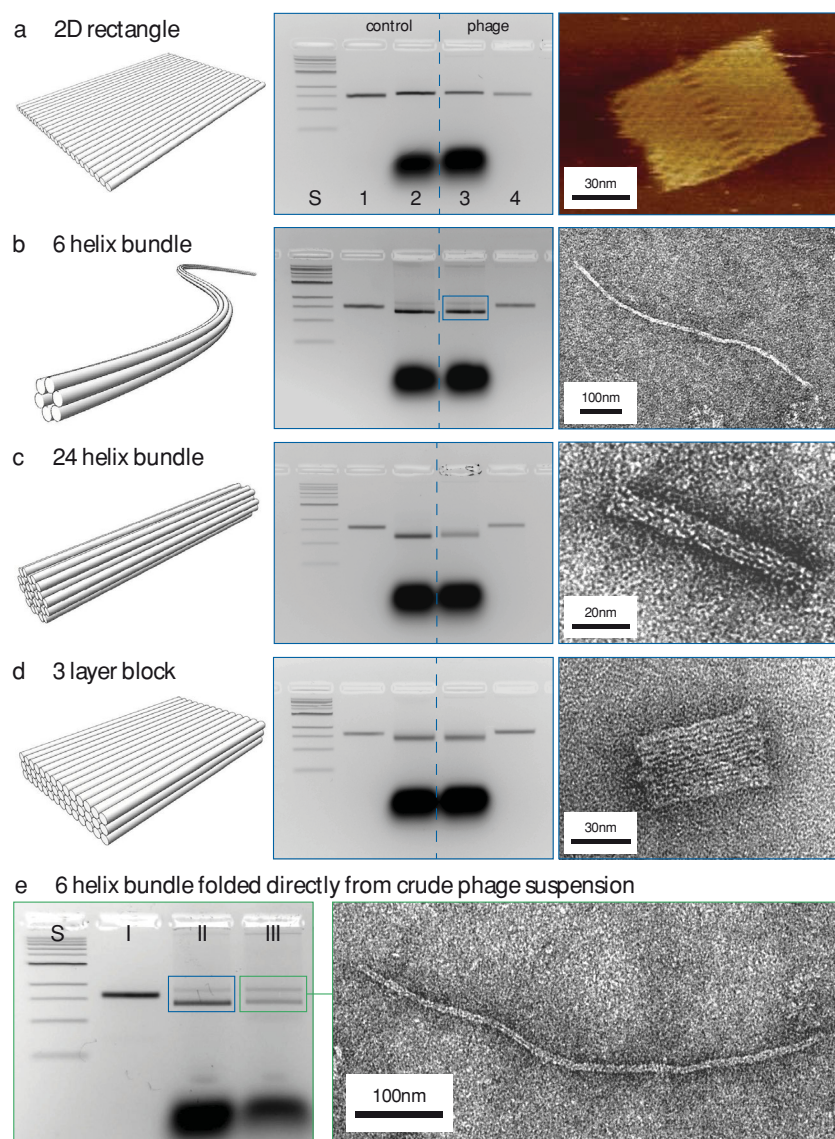 a 2D rectangle
control phage
S 1 2 3 4
30nm
b 6 helix bundle
100nm
c 24 helix bundle
20nm
d 3 layer block
30nm
e 6 helix bundle folded directly from crude phage suspension
S I II III
100nm